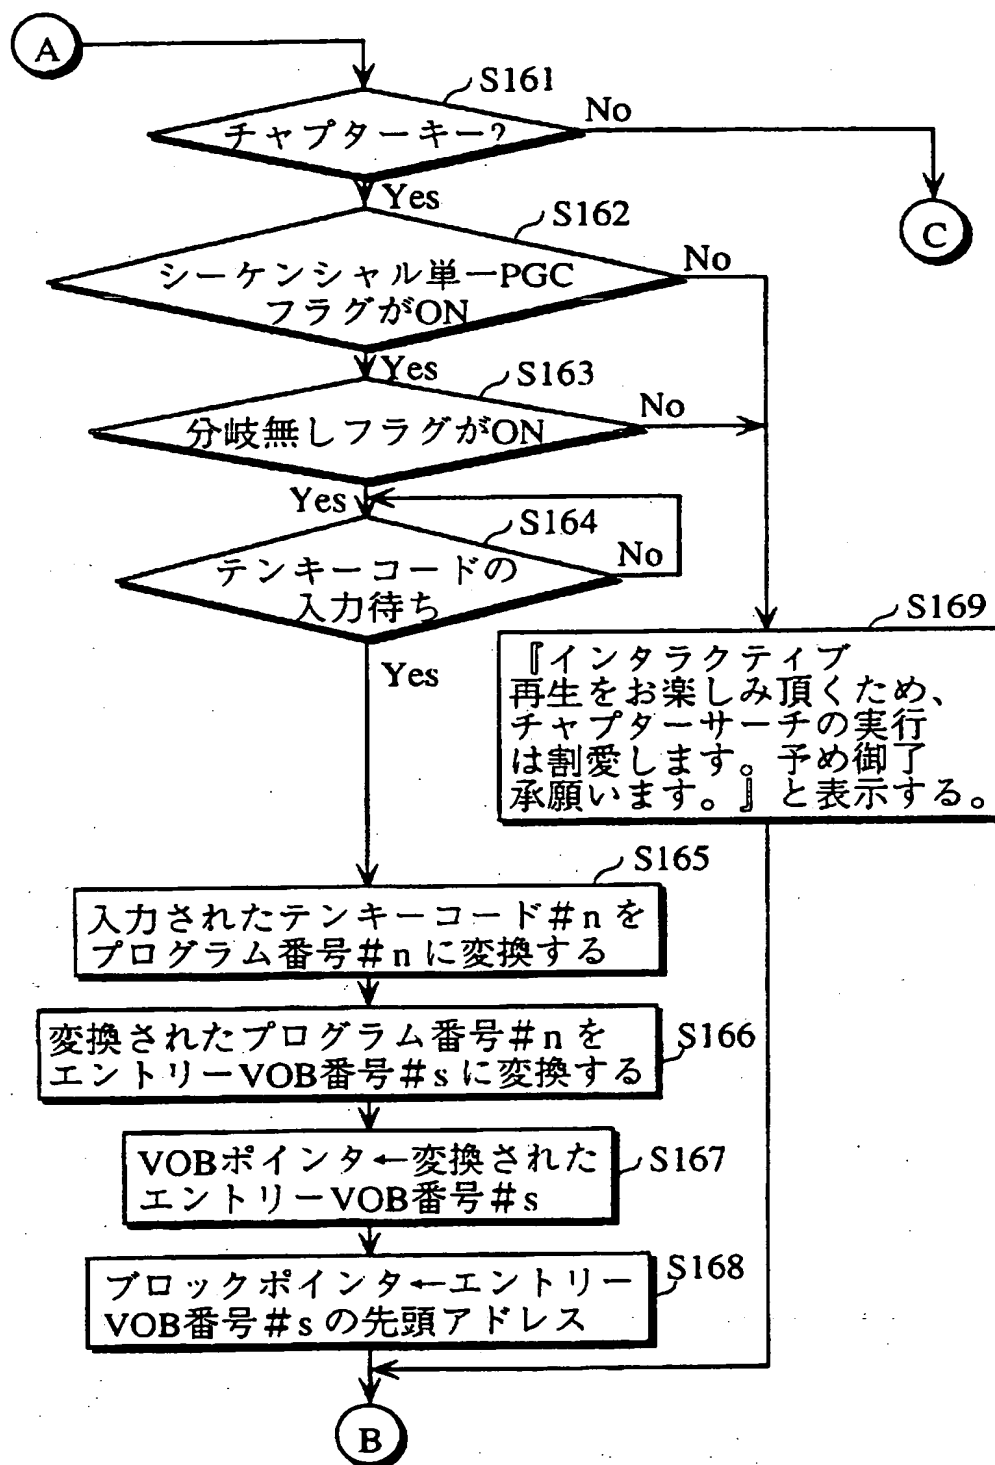 A
S161
チャプターキー?
No
Yes
C
S162
シーケンシャル単一PGC
フラグがON
No
Yes
S163
分岐無しフラグがON
No
Yes
S164
テンキーコードの
入力待ち
No
Yes
S169
『インタラクティブ
再生をお楽しみ頂くため、
チャプターサーチの実行
は割愛します。予め御了
承願います。』と表示する。
S165
入力されたテンキーコード#nを
プログラム番号#nに変換する
変換されたプログラム番号#nを
エントリーVOB番号#sに変換する
S166
VOBポインタ←変換された
エントリーVOB番号#s
S167
ブロックポインタ←エントリー
VOB番号#sの先頭アドレス
S168
B